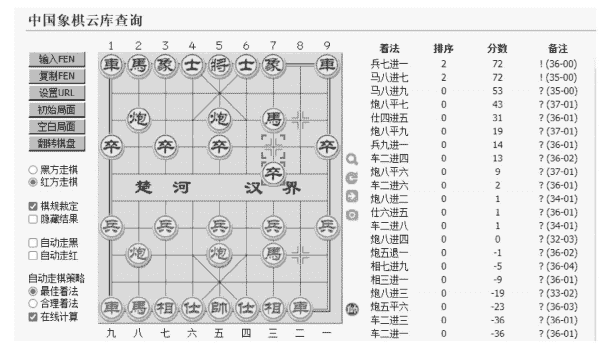 中国象棋云库查询
输入FEN
复制FEN
设置URL
初始局面
空白局面
翻转棋盘
黑方走棋
红方走棋
棋规裁定
隐藏结果
自动走黑
自动走红
自动走棋策略
最佳着法
合理着法
在线计算
1 2 3 4 5 6 7 8 9
車 馬 象 士 将 士 象 車
炮 炮 馬
卒 卒 卒 卒
卒
楚 河 汉 界
兵 兵 兵 兵 兵
炮 炮 馬
車 馬 相 仕 帥 仕 相 車
九 八 七 六 五 四 三 二 一
着法 排序 分数 备注
兵七进一 2 72 ! (36-00)
马八进七 2 72 ! (35-00)
马八进九 0 53 ? (35-00)
炮八平七 0 43 ? (37-01)
仕四进五 0 31 ? (36-01)
炮八平九 0 19 ? (37-01)
兵九进一 0 14 ? (36-01)
车二进四 0 13 ? (36-02)
炮八平六 0 9 ? (37-01)
车二进六 0 2 ? (36-01)
炮八进二 0 1 ? (34-01)
仕六进五 0 1 ? (36-01)
车二进八 0 1 ? (34-01)
炮八进四 0 0 ? (32-03)
炮五退一 0 -1 ? (36-02)
相七进九 0 -5 ? (36-04)
相三进一 0 -9 ? (36-01)
炮八进三 0 -19 ? (33-02)
炮五平六 0 -23 ? (36-03)
车二进三 0 -36 ? (36-01)
车二进一 0 -36 ? (36-01)